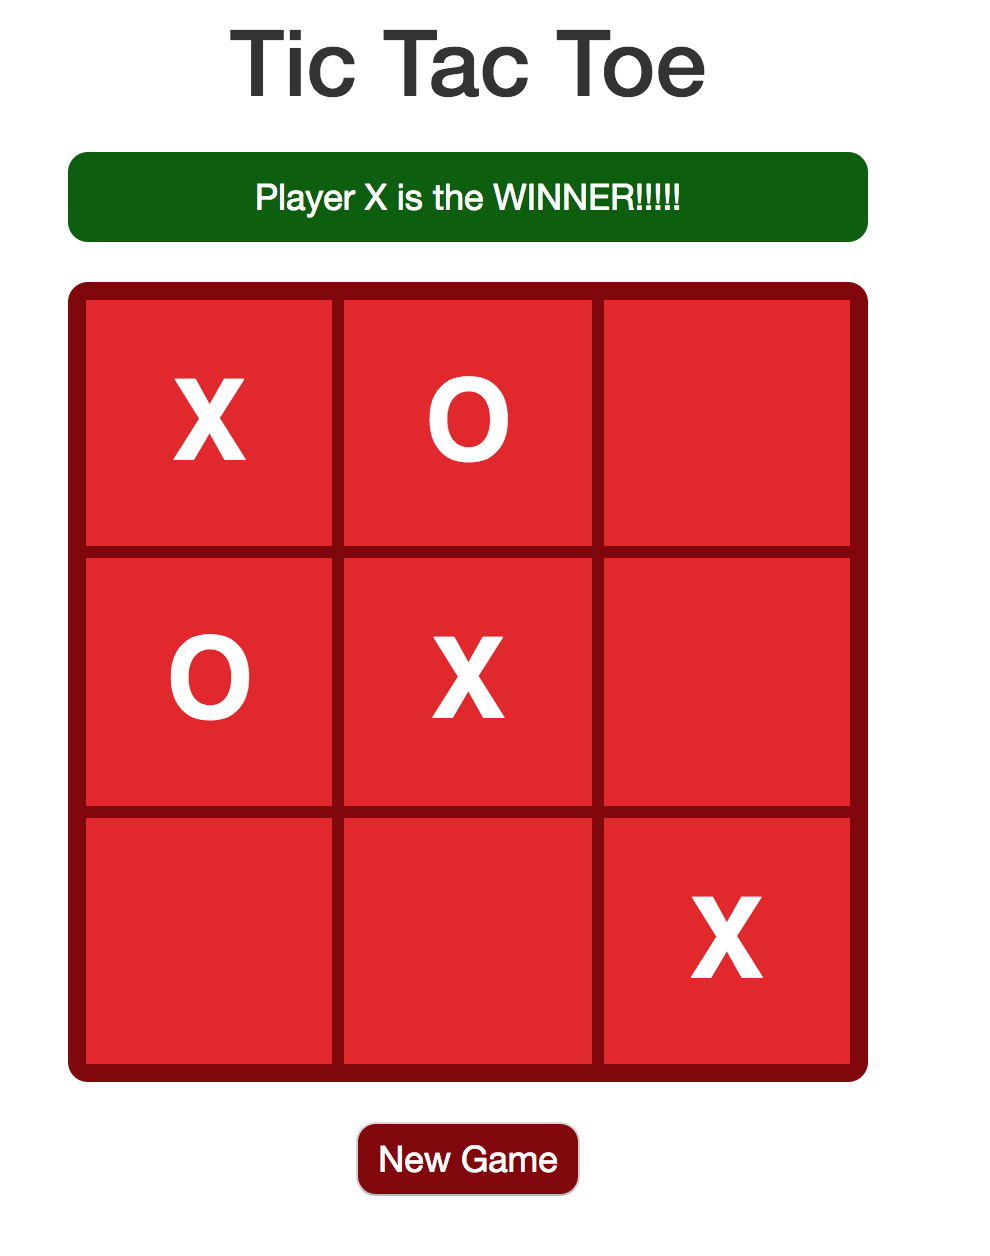 Tic Tac Toe
Player X is the WINNER!!!!!
X O
O X
X
New Game